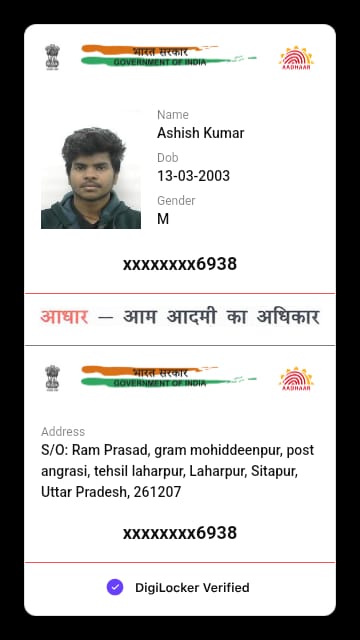 भारत सरकार
GOVERNMENT OF INDIA
AADHAAR
Name
Ashish Kumar
Dob
13-03-2003
Gender
M
xxxxxxxx6938
आधार — आम आदमी का अधिकार
भारत सरकार
GOVERNMENT OF INDIA
AADHAAR
Address
S/O: Ram Prasad, gram mohiddeenpur, post
angrasi, tehsil laharpur, Laharpur, Sitapur,
Uttar Pradesh, 261207
xxxxxxxx6938
DigiLocker Verified